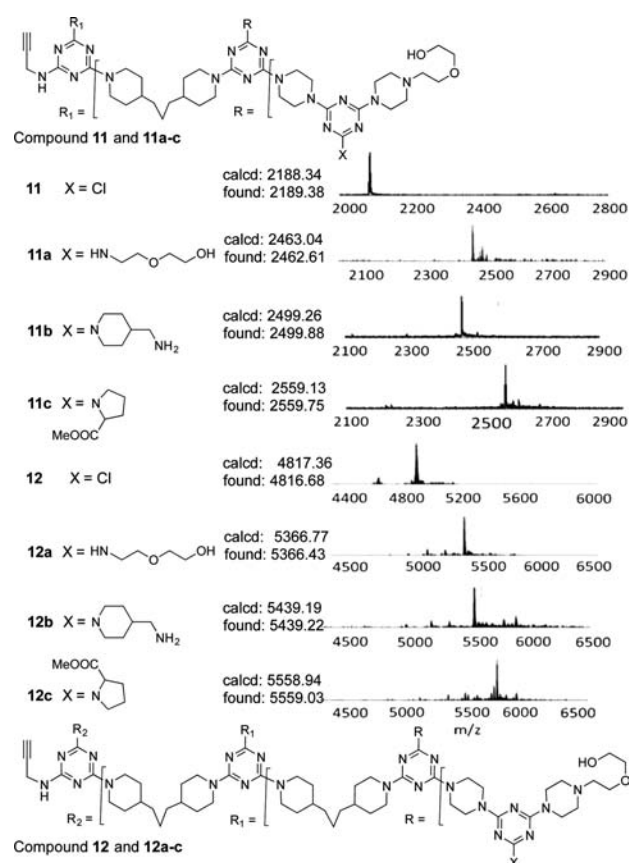 R1
R
HO
N N N N
HN N N N N N N N N O
R1 = R = N N N N
N N
X
Compound 11 and 11a-c
11 X = Cl calcd: 2188.34
found: 2189.38
2000 2200 2400 2600 2800
11a X = HN O OH calcd: 2463.04
found: 2462.61
2100 2300 2500 2700 2900
11b X = N NH2 calcd: 2499.26
found: 2499.88
2100 2300 2500 2700 2900
11c X = N MeOOC calcd: 2559.13
found: 2559.75
2100 2300 2500 2700 2900
12 X = Cl calcd: 4817.36
found: 4816.68
4400 4800 5200 5600 6000
12a X = HN O OH calcd: 5366.77
found: 5366.43
4500 5000 5500 6000 6500
12b X = N NH2 calcd: 5439.19
found: 5439.22
4500 5000 5500 6000 6500
MeOOC
12c X = N calcd: 5558.94
found: 5559.03
4500 5000 5500 6000 6500
m/z
R2 R1 R
HO
N N N N N N
HN N N N N N N N N N N N O
R2 = R1 = R = N N N N
N N
X
Compound 12 and 12a-c